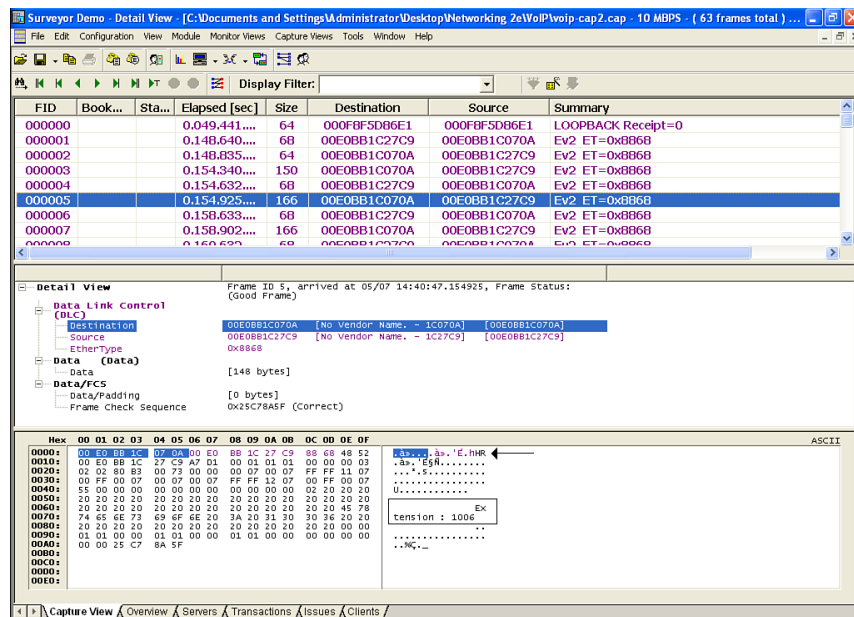 Surveyor Demo - Detail View - [C:\Documents and Settings\Administrator\Desktop\Networking 2e\VoIP\voip-cap2.cap - 10 MBPS - ( 63 frames total ) ...
File Edit Configuration View Module Monitor Views Capture Views Tools Window Help
Display Filter:
FID Book... Sta... Elapsed [sec] Size Destination Source Summary
000000 0.049.441.... 64 000F8F5D86E1 000F8F5D86E1 LOOPBACK Receipt=0
000001 0.148.640.... 68 00E0BB1C27C9 00E0BB1C070A Ev2 ET=0x8868
000002 0.148.835.... 64 00E0BB1C27C9 00E0BB1C070A Ev2 ET=0x8868
000003 0.154.340.... 150 00E0BB1C070A 00E0BB1C27C9 Ev2 ET=0x8868
000004 0.154.632.... 68 00E0BB1C27C9 00E0BB1C070A Ev2 ET=0x8868
000005 0.154.925.... 166 00E0BB1C070A 00E0BB1C27C9 Ev2 ET=0x8868
000006 0.158.633.... 68 00E0BB1C27C9 00E0BB1C070A Ev2 ET=0x8868
000007 0.158.902.... 166 00E0BB1C070A 00E0BB1C27C9 Ev2 ET=0x8868
000008 0.160.632 68 00E0BB1C27C9 00E0BB1C070A Ev2 ET=0x8868
Detail View Frame ID 5, arrived at 05/07 14:40:47.154925, Frame Status:
(Good Frame)
Data Link Control
(DLC)
Destination 00E0BB1C070A [No Vendor Name. - 1C070A] [00E0BB1C070A]
Source 00E0BB1C27C9 [No Vendor Name. - 1C27C9] [00E0BB1C27C9]
EtherType 0x8868
Data (Data)
Data [148 bytes]
Data/FCS
Data/Padding [0 bytes]
Frame Check Sequence 0x25C78A5F (Correct)
Hex 00 01 02 03 04 05 06 07 08 09 0A 0B 0C 0D 0E 0F ASCII
0000: 00 E0 BB 1C 07 0A 00 E0 BB 1C 27 C9 88 68 48 52 .à»....à».'É.hHR
0010: 00 E0 BB 1C 27 C9 A7 D1 00 01 01 01 00 00 00 03 .à».'É§Ñ........
0020: 02 02 80 B3 00 73 00 00 00 07 00 07 FF FF 11 07 ...³.s..........
0030: 00 FF 00 07 00 07 00 07 FF FF 12 07 00 FF 00 07 ................
0040: 55 00 00 00 00 00 00 00 00 00 00 00 02 20 20 20 U............
0050: 20 20 20 20 20 20 20 20 20 20 20 20 20 20 20 20
0060: 20 20 20 20 20 20 20 20 20 20 20 20 20 20 45 78 Ex
0070: 74 65 6E 73 69 6F 6E 20 3A 20 31 30 30 36 20 20 tension : 1006
0080: 20 20 20 20 20 20 20 20 20 20 20 20 20 20 00 00 ..
0090: 01 01 00 00 01 01 00 00 01 01 00 00 00 00 00 00 ................
00A0: 00 00 25 C7 8A 5F ..%Ç._
00B0:
00C0:
00D0:
00E0:
Capture View Overview Servers Transactions Issues Clients